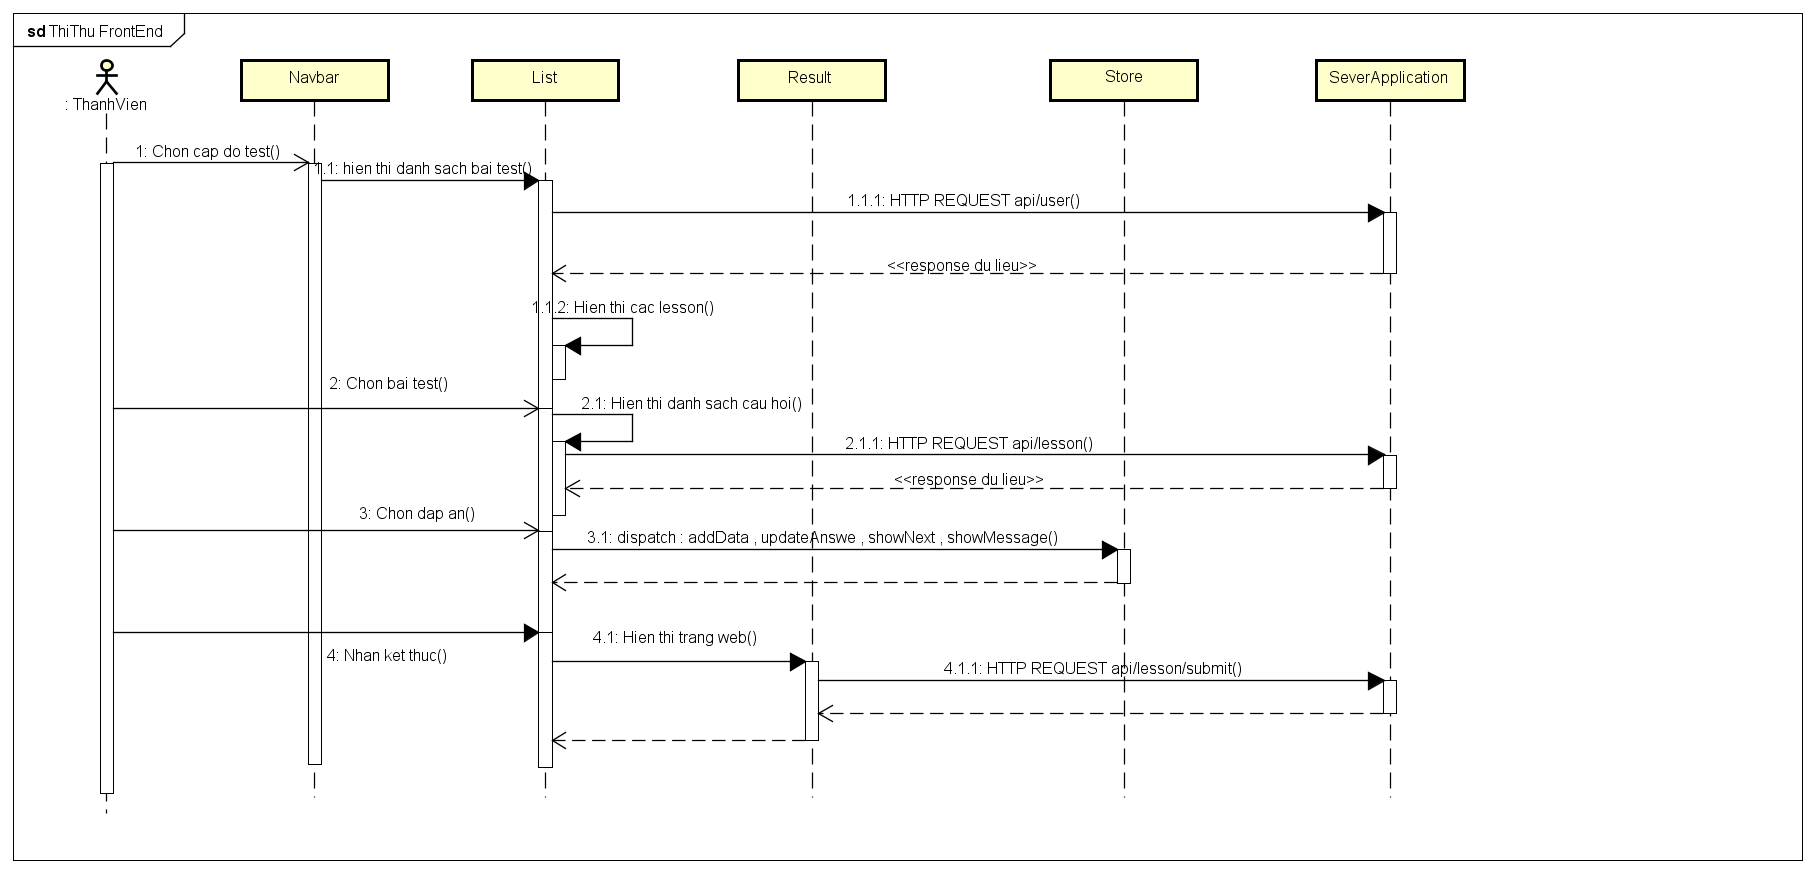 sd ThiThu FrontEnd
: ThanhVien
Navbar
List
Result
Store
SeverApplication
1: Chon cap do test()
1.1: hien thi danh sach bai test()
1.1.1: HTTP REQUEST api/user()
<<response du lieu>>
1.1.2: Hien thi cac lesson()
2: Chon bai test()
2.1: Hien thi danh sach cau hoi()
2.1.1: HTTP REQUEST api/lesson()
<<response du lieu>>
3: Chon dap an()
3.1: dispatch : addData , updateAnswe , showNext , showMessage()
4.1: Hien thi trang web()
4: Nhan ket thuc()
4.1.1: HTTP REQUEST api/lesson/submit()